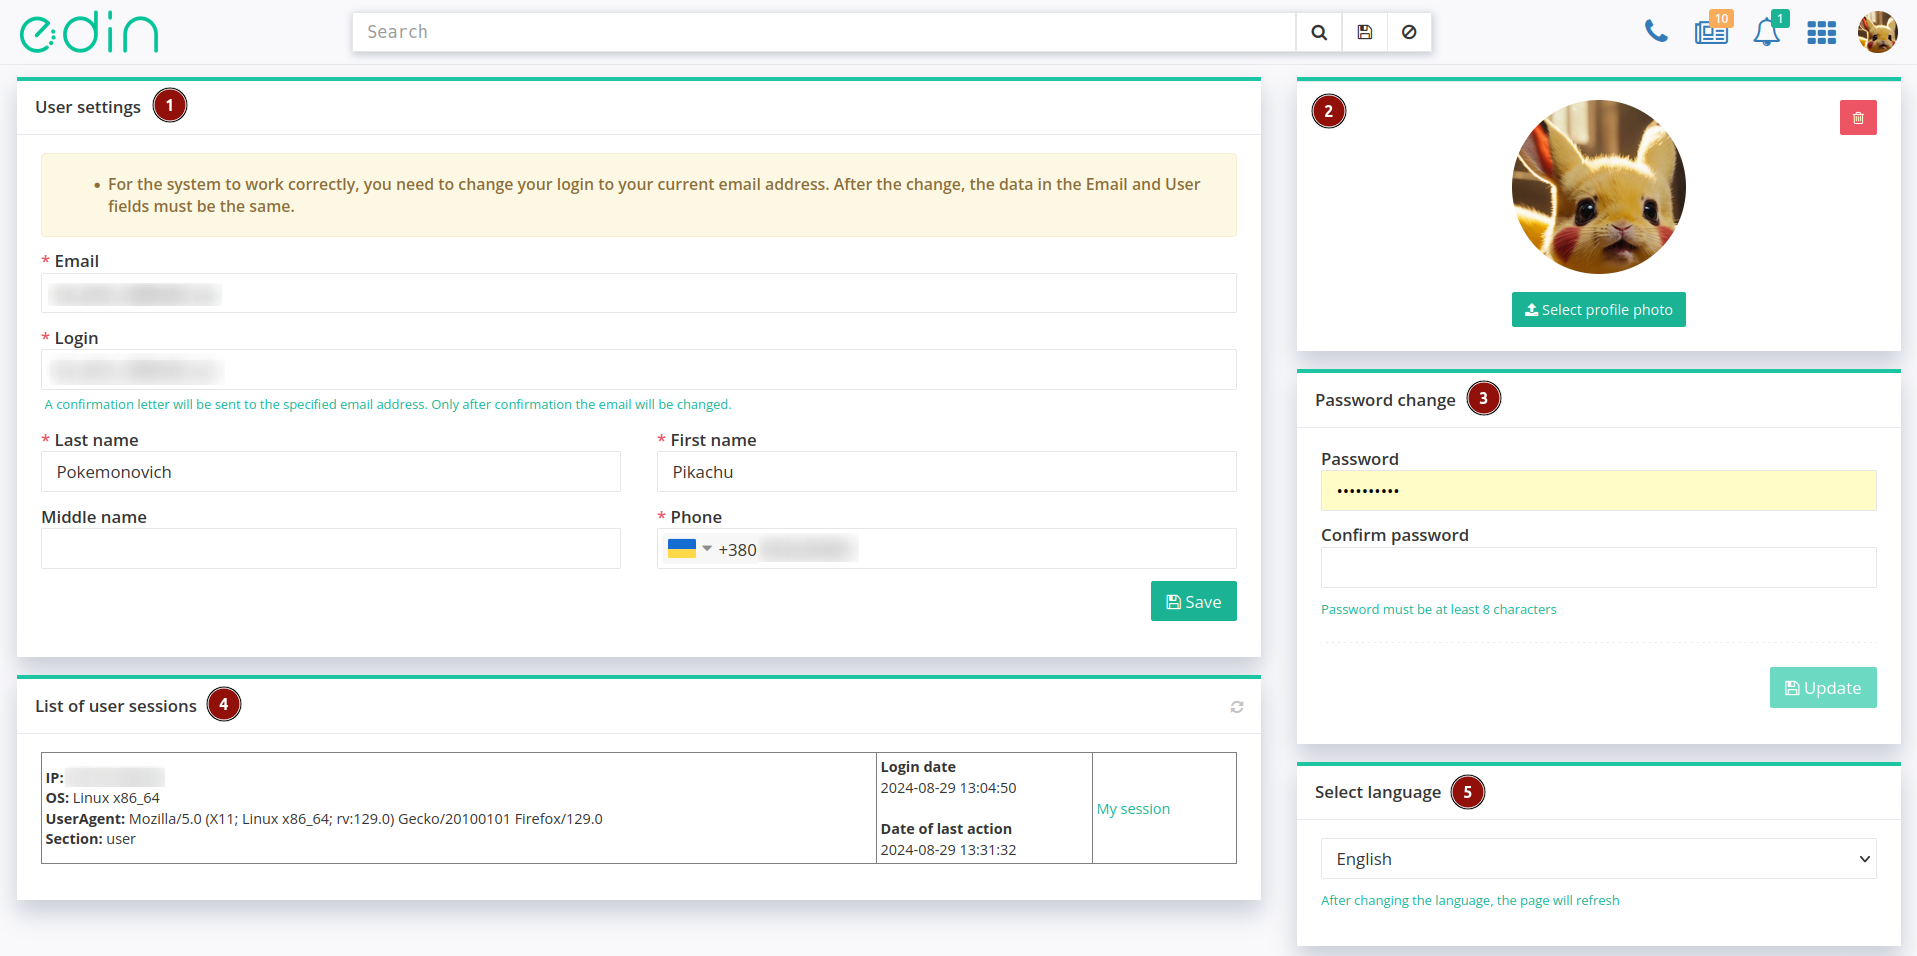 edin
Search
10
1
User settings 1
• For the system to work correctly, you need to change your login to your current email address. After the change, the data in the Email and User
fields must be the same.
* Email
* Login
A confirmation letter will be sent to the specified email address. Only after confirmation the email will be changed.
* Last name
* First name
Pokemonovich
Pikachu
Middle name
* Phone
+380
Save
2
Select profile photo
Password change 3
Password
••••••••••
Confirm password
Password must be at least 8 characters
Update
List of user sessions 4
IP:
OS: Linux x86_64
UserAgent: Mozilla/5.0 (X11; Linux x86_64; rv:129.0) Gecko/20100101 Firefox/129.0
Section: user
Login date
2024-08-29 13:04:50
Date of last action
2024-08-29 13:31:32
My session
Select language 5
English
After changing the language, the page will refresh